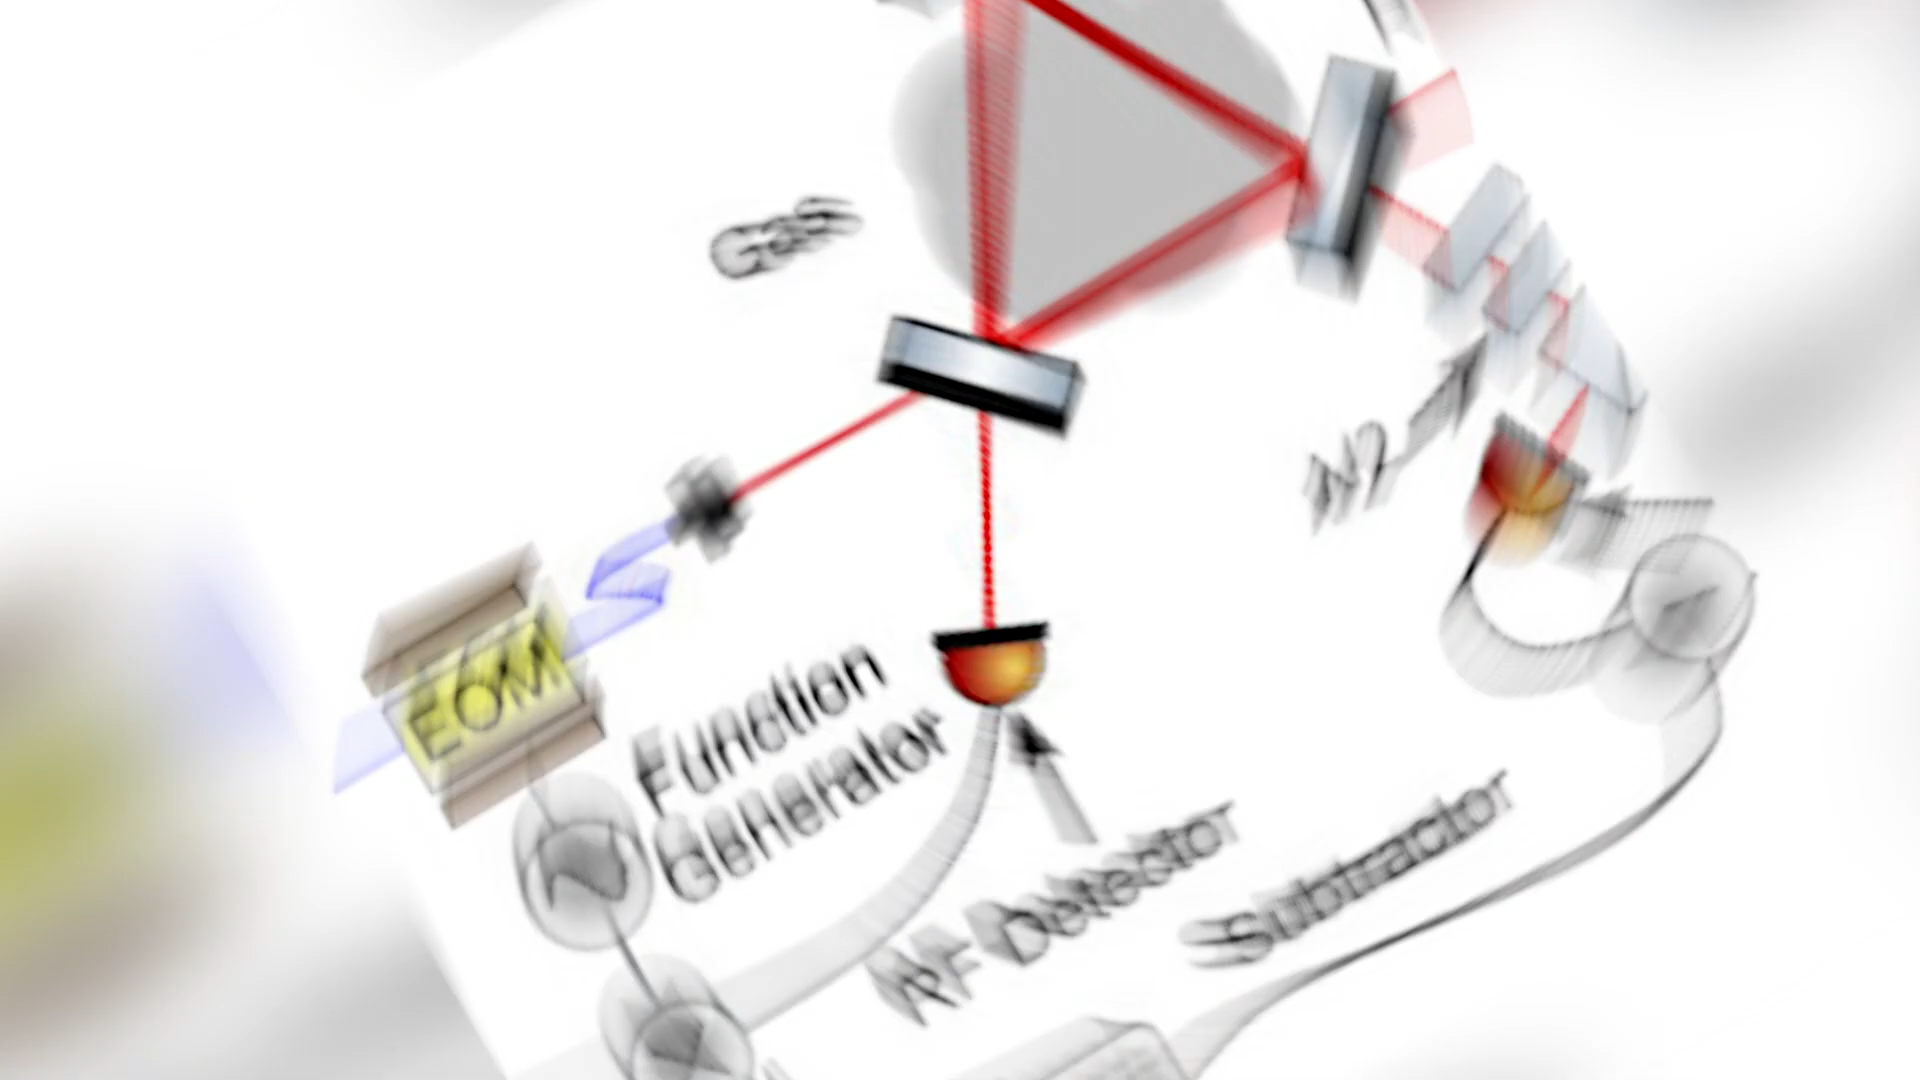 Gas
λ/2
EOM
Function
Generator
RF Detector
Subtractor